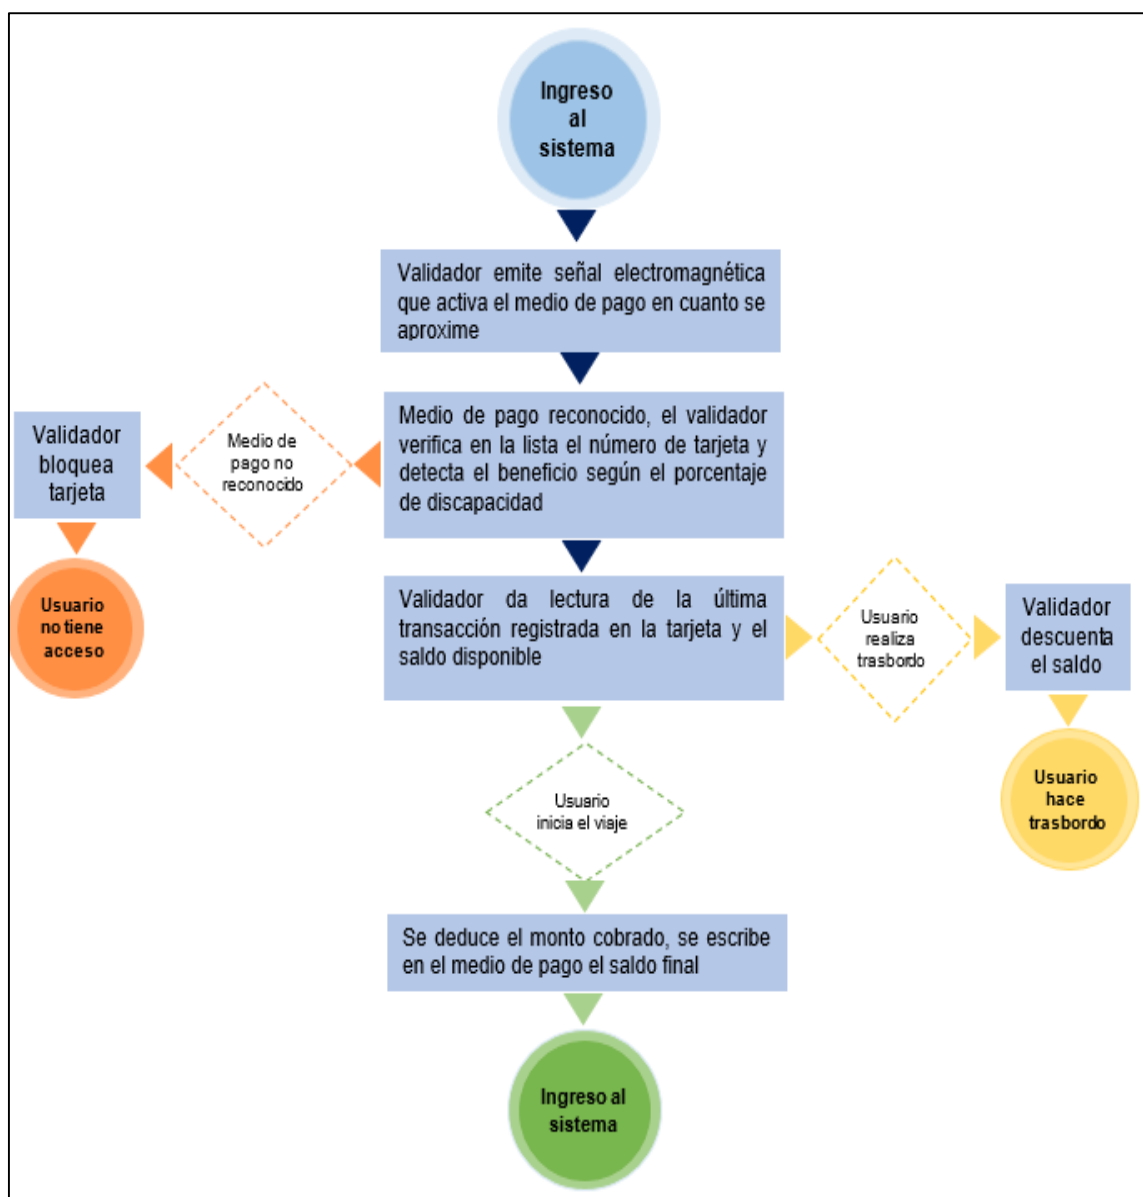 Ingreso
al
sistema
Validador emite señal electromagnética
que activa el medio de pago en cuanto se
aproxime
Medio de pago reconocido, el validador
verifica en la lista el número de tarjeta y
detecta el beneficio según el porcentaje
de discapacidad
Medio de
pago no
reconocido
Validador
bloquea
tarjeta
Usuario
no tiene
acceso
Validador da lectura de la última
transacción registrada en la tarjeta y el
saldo disponible
Usuario
realiza
trasbordo
Validador
descuenta
el saldo
Usuario
hace
trasbordo
Usuario
inicia el viaje
Se deduce el monto cobrado, se escribe
en el medio de pago el saldo final
Ingreso al
sistema